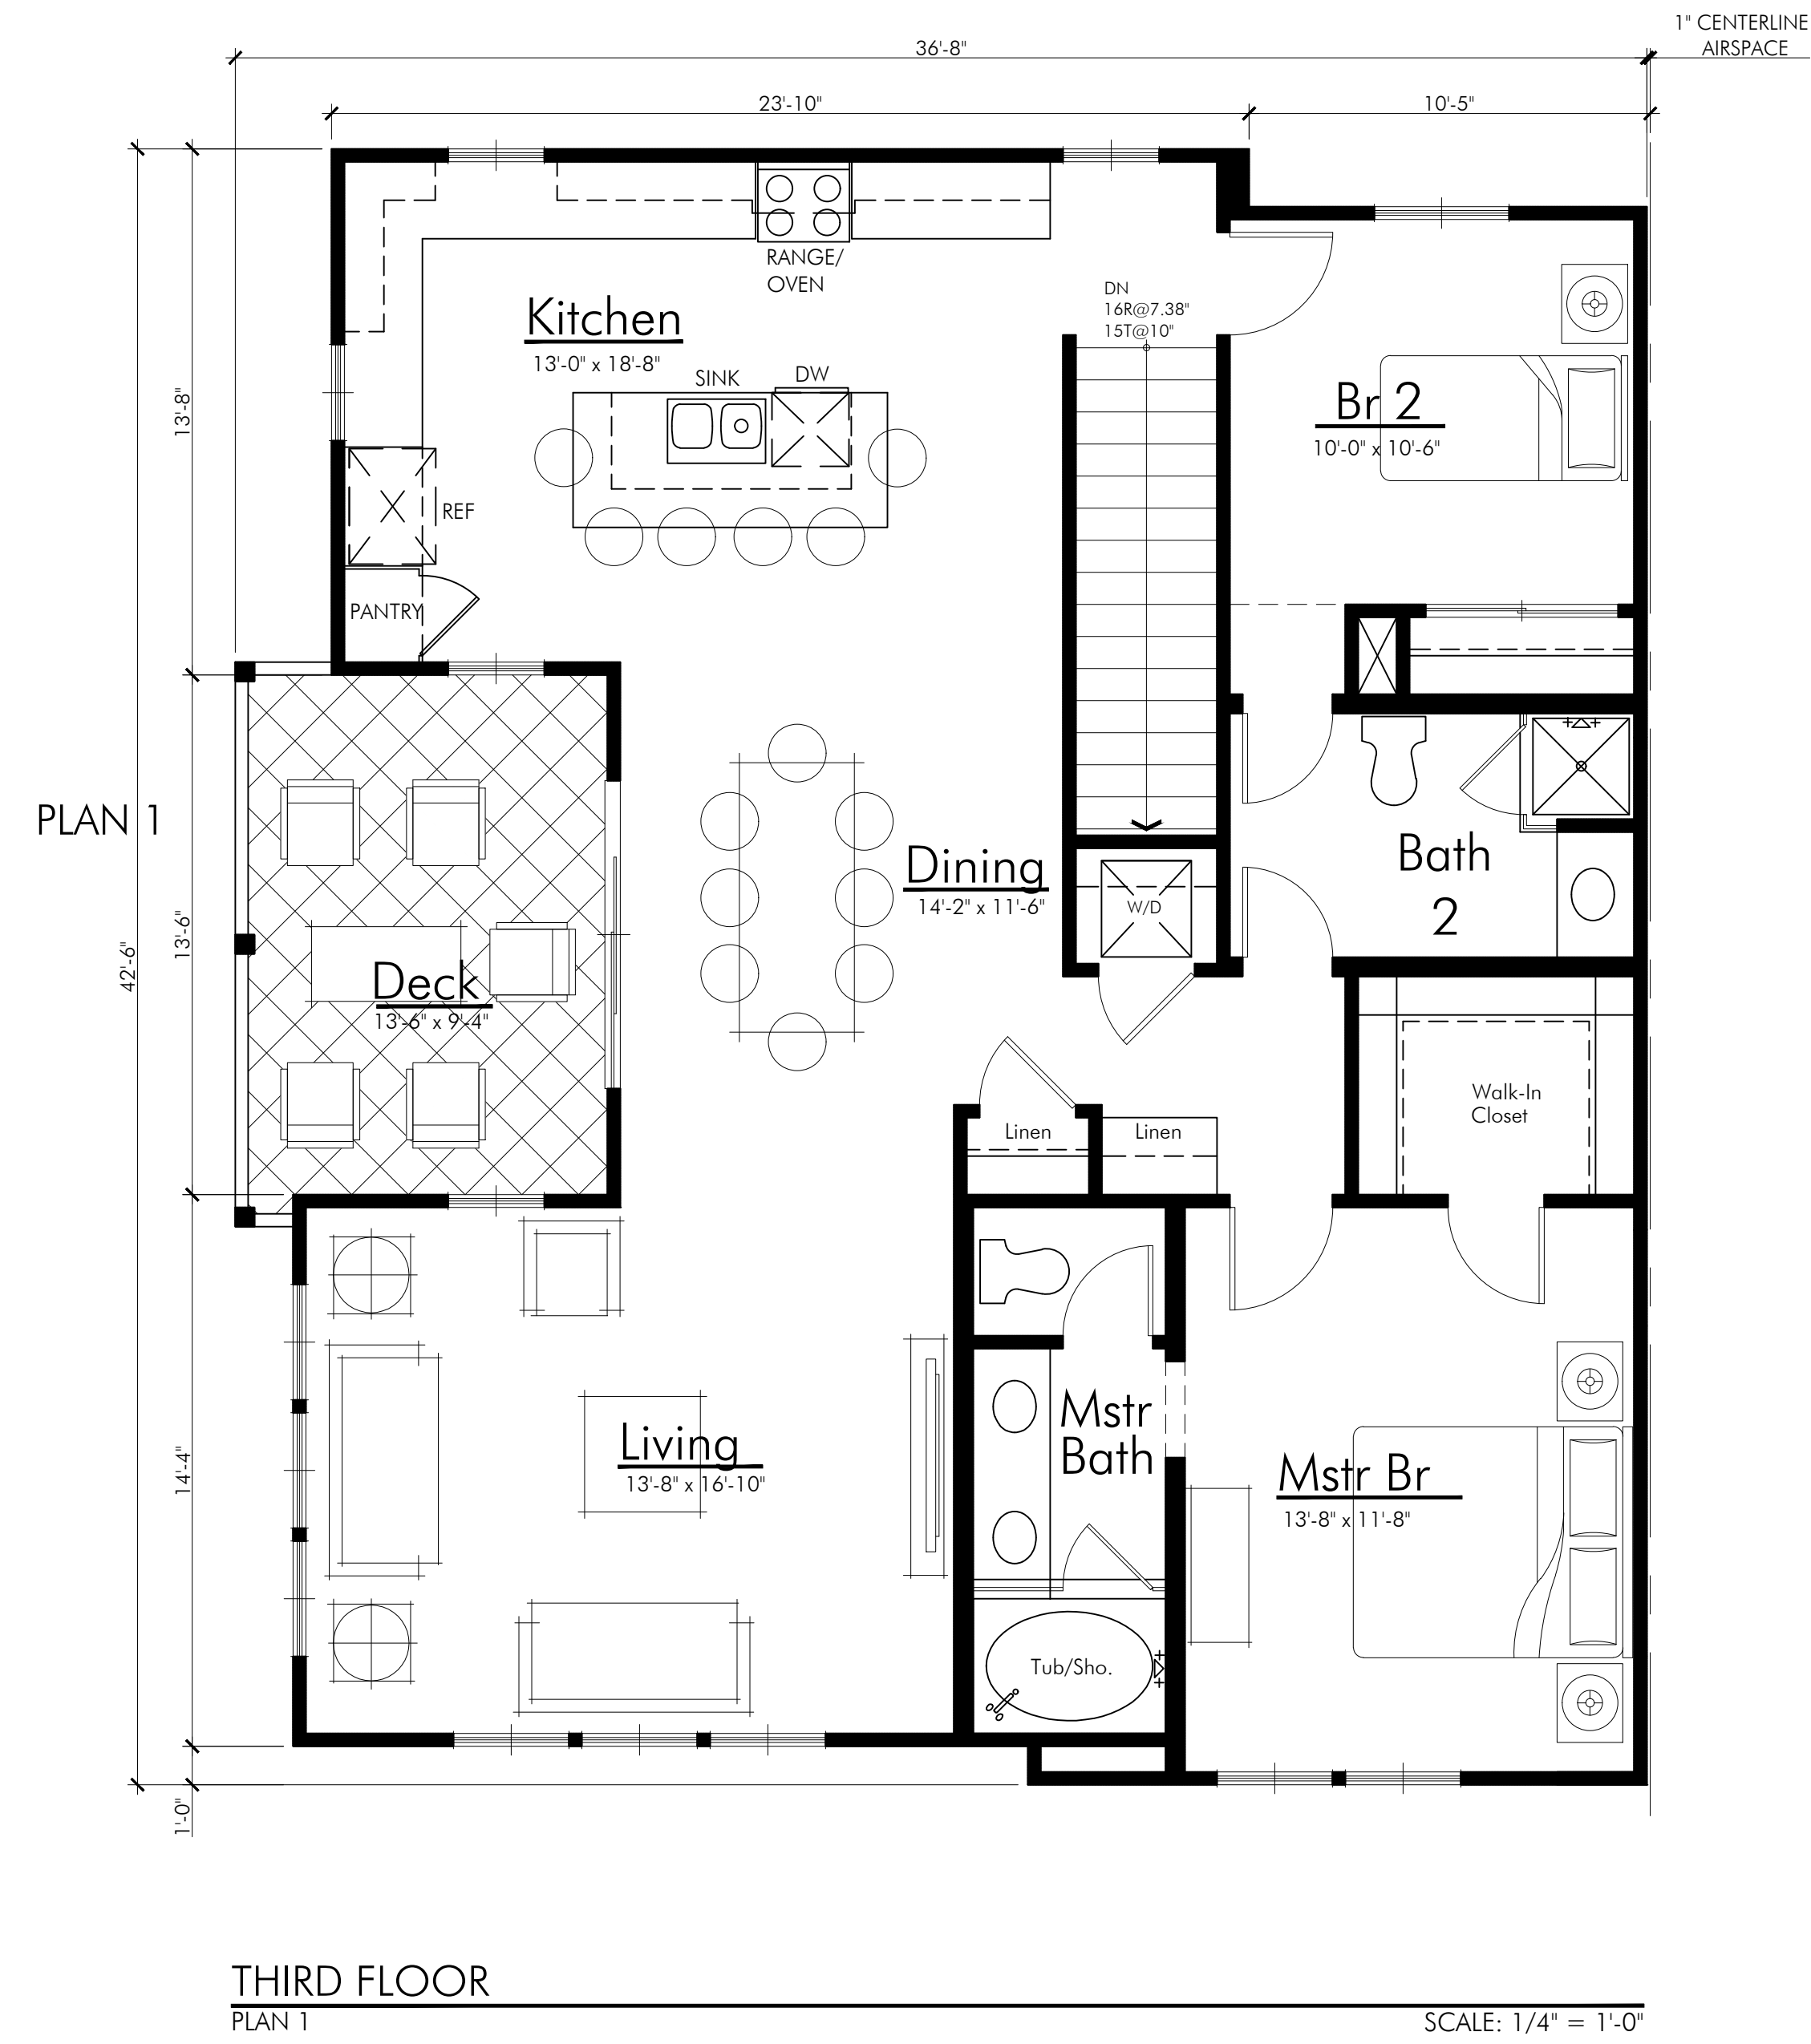 1" CENTERLINE
AIRSPACE
36'-8"
23'-10"
10'-5"
RANGE/
OVEN
Kitchen
13'-0" x 18'-8"
DN
16R@7.38"
15T@10"
SINK
DW
Br 2
10'-0" x 10'-6"
13'-8"
REF
PANTRY
PLAN 1
Bath
2
Dining
14'-2" x 11'-6"
W/D
13'-6"
42'-6"
Deck
13'-6" x 9'-4"
Walk-In
Closet
Linen
Linen
Mstr
Bath
Living
13'-8" x 16'-10"
14'-4"
Mstr Br
13'-8" x 11'-8"
Tub/Sho.
1'-0"
THIRD FLOOR
PLAN 1
SCALE: 1/4" = 1'-0"